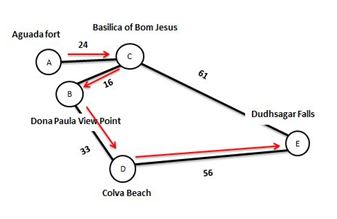 Basilica of Bom Jesus
Aguada fort
24
C
A
61
16
B
Dudhsagar Falls
Dona Paula View Point
E
33
D
56
Colva Beach